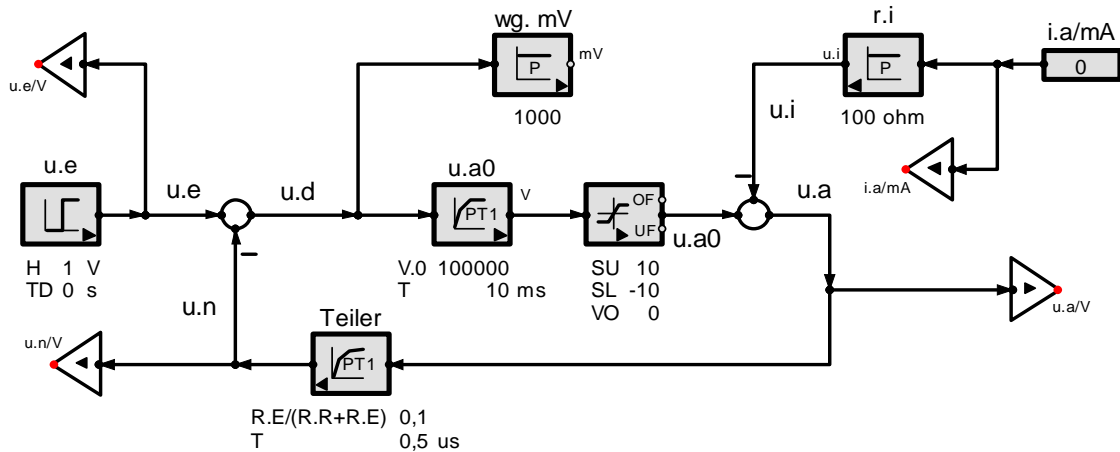 wg. mV
P
mV
1000
r.i
u.i
P
100 ohm
i.a/mA
0
u.e/V
u.i
i.a/mA
u.e
H 1 V
TD 0 s
u.e
u.d
u.a0
PT1
V
V.0 100000
T 10 ms
OF
UF
SU 10
SL -10
VO 0
u.a0
–
u.a
u.a/V
–
u.n
u.n/V
Teiler
PT1
R.E/(R.R+R.E) 0,1
T 0,5 us